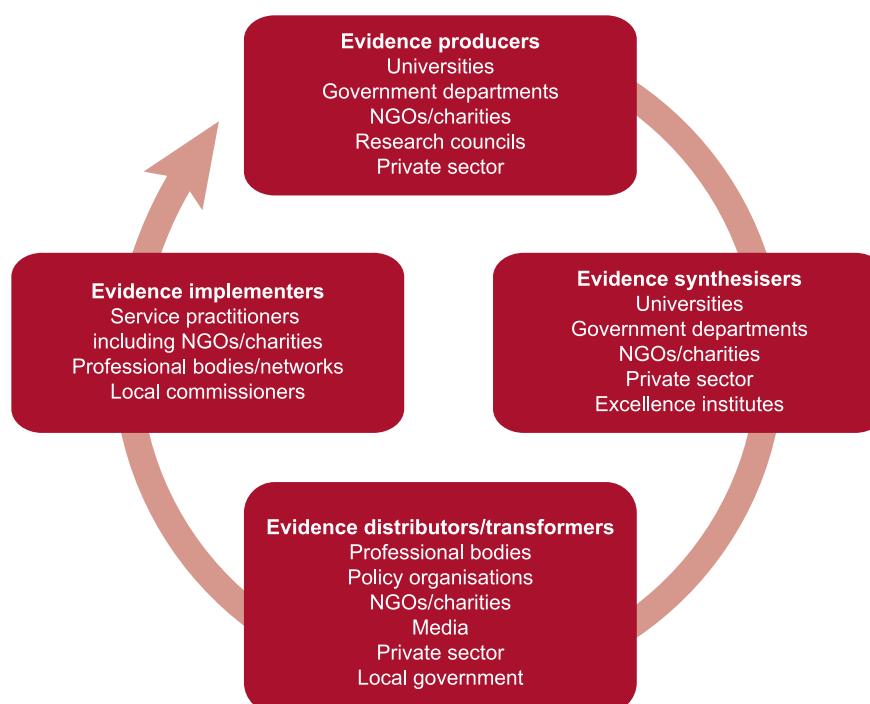 Evidence producers
Universities
Government departments
NGOs/charities
Research councils
Private sector
Evidence synthesisers
Universities
Government departments
NGOs/charities
Private sector
Excellence institutes
Evidence distributors/transformers
Professional bodies
Policy organisations
NGOs/charities
Media
Private sector
Local government
Evidence implementers
Service practitioners
including NGOs/charities
Professional bodies/networks
Local commissioners